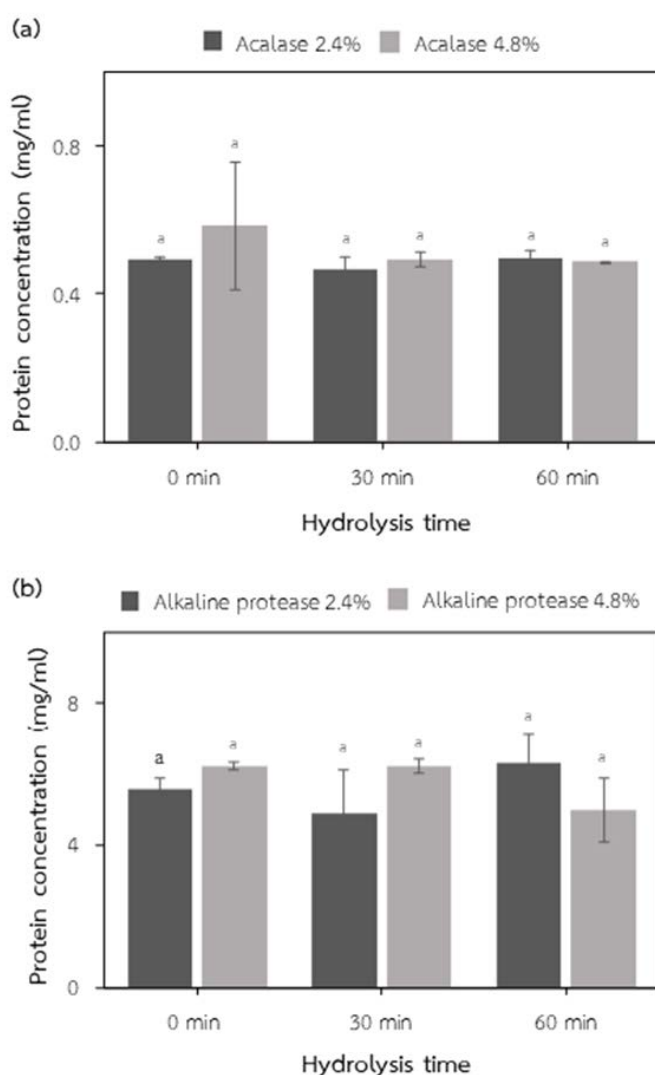 (a)
Acalase 2.4% Acalase 4.8%
Protein concentration (mg/ml)
0.8
0.4
0.0
a
a
a
a
a
a
0 min 30 min 60 min
Hydrolysis time
(b)
Alkaline protease 2.4% Alkaline protease 4.8%
Protein concentration (mg/ml)
8
4
0
a
a
a
a
a
a
0 min 30 min 60 min
Hydrolysis time